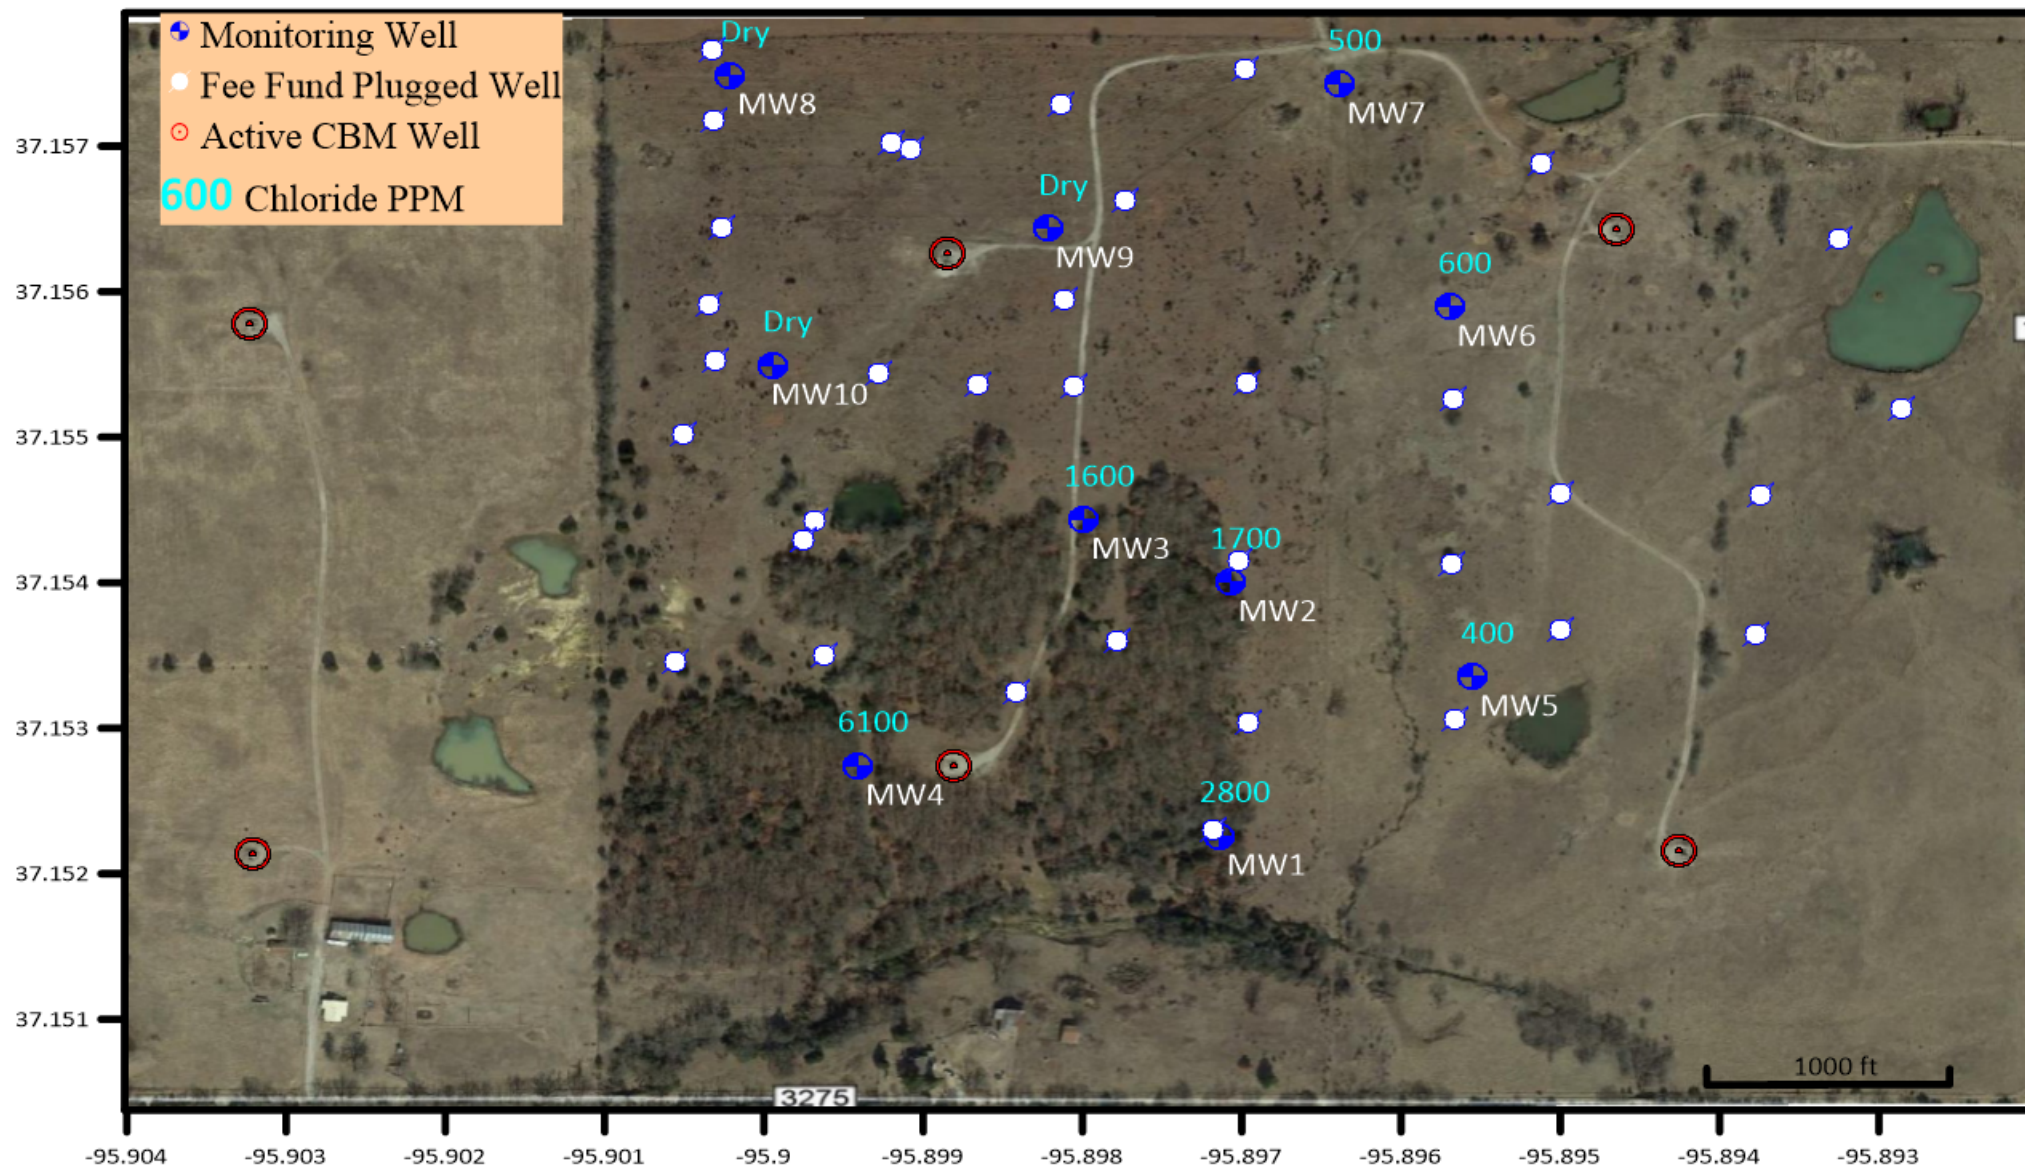 Monitoring Well
Fee Fund Plugged Well
Active CBM Well
600 Chloride PPM
Dry
MW8
500
MW7
Dry
MW9
600
MW6
Dry
MW10
1600
MW3
1700
MW2
400
MW5
6100
MW4
2800
MW1
1000 ft
3275
37.157
37.156
37.155
37.154
37.153
37.152
37.151
-95.904
-95.903
-95.902
-95.901
-95.9
-95.899
-95.898
-95.897
-95.896
-95.895
-95.894
-95.893